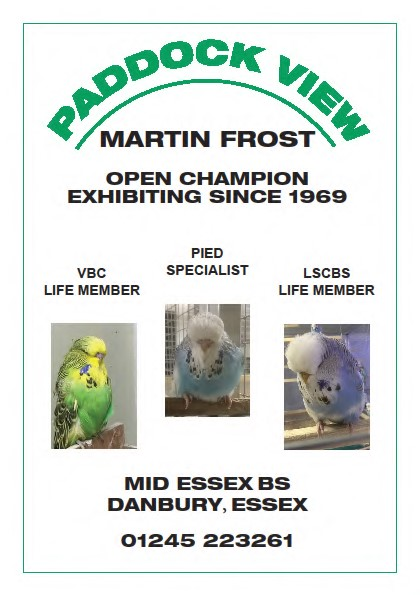 PADDOCK VIEW
MARTIN FROST
OPEN CHAMPION
EXHIBITING SINCE 1969
VBC
LIFE MEMBER
PIED
SPECIALIST
LSCBS
LIFE MEMBER
MID ESSEX BS
DANBURY, ESSEX
01245 223261